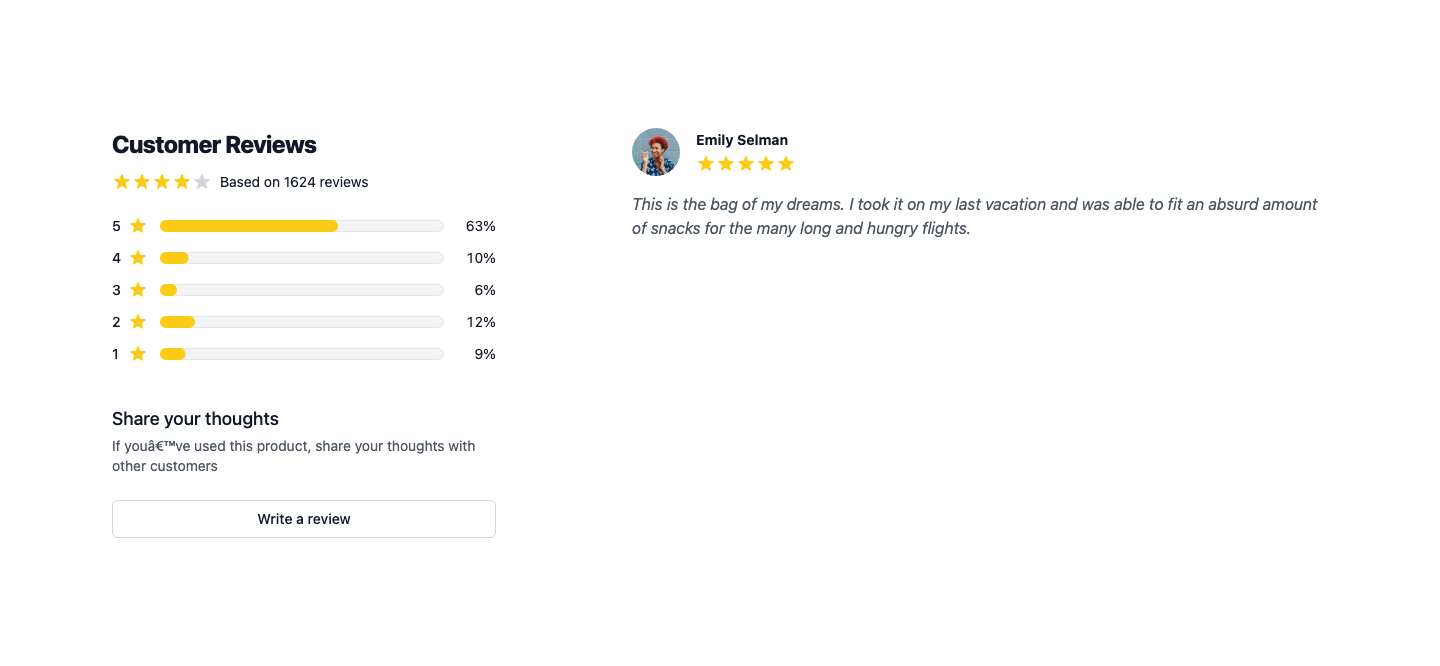 Customer Reviews
Based on 1624 reviews
5 63%
4 10%
3 6%
2 12%
1 9%
Share your thoughts
If youâ€™ve used this product, share your thoughts with
other customers
Write a review
Emily Selman
This is the bag of my dreams. I took it on my last vacation and was able to fit an absurd amount
of snacks for the many long and hungry flights.